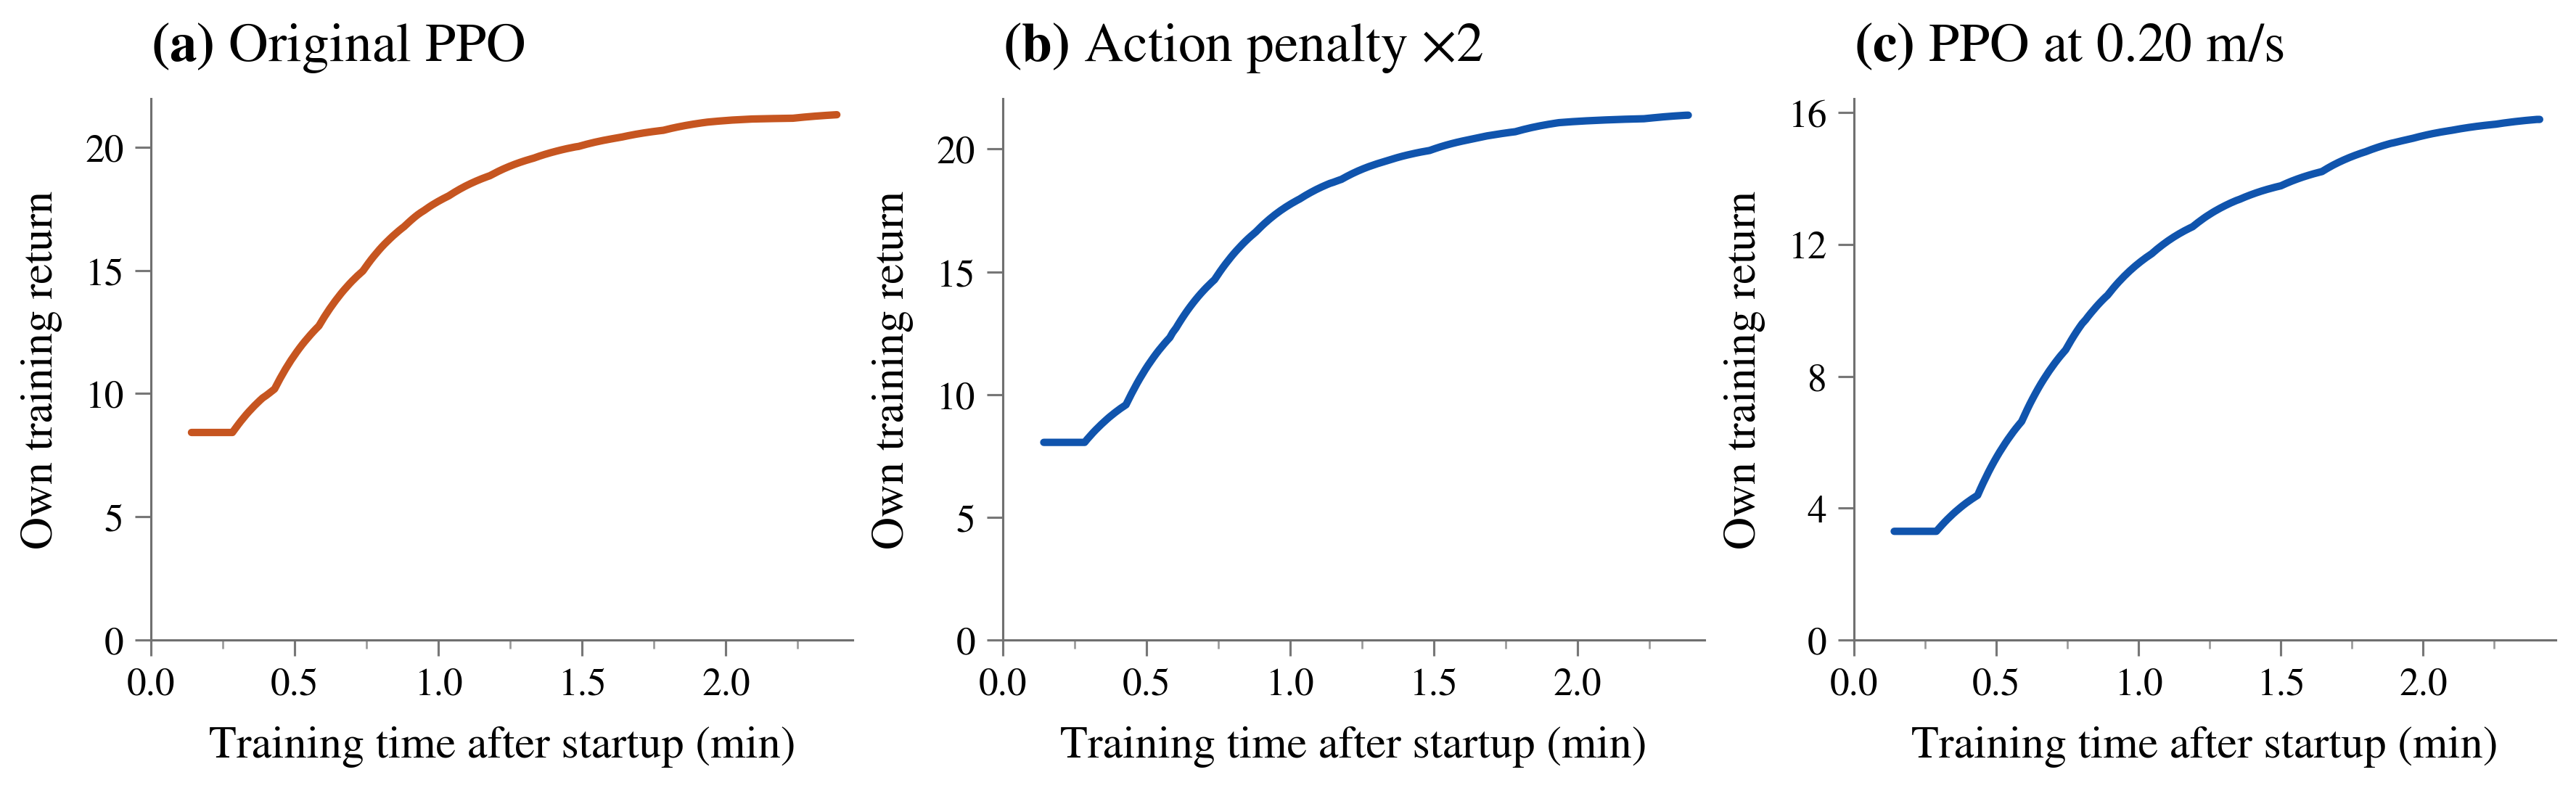 (a) Original PPO
Own training return
20
15
10
5
0
0.0 0.5 1.0 1.5 2.0
Training time after startup (min)
(b) Action penalty ×2
Own training return
20
15
10
5
0
0.0 0.5 1.0 1.5 2.0
Training time after startup (min)
(c) PPO at 0.20 m/s
Own training return
16
12
8
4
0
0.0 0.5 1.0 1.5 2.0
Training time after startup (min)